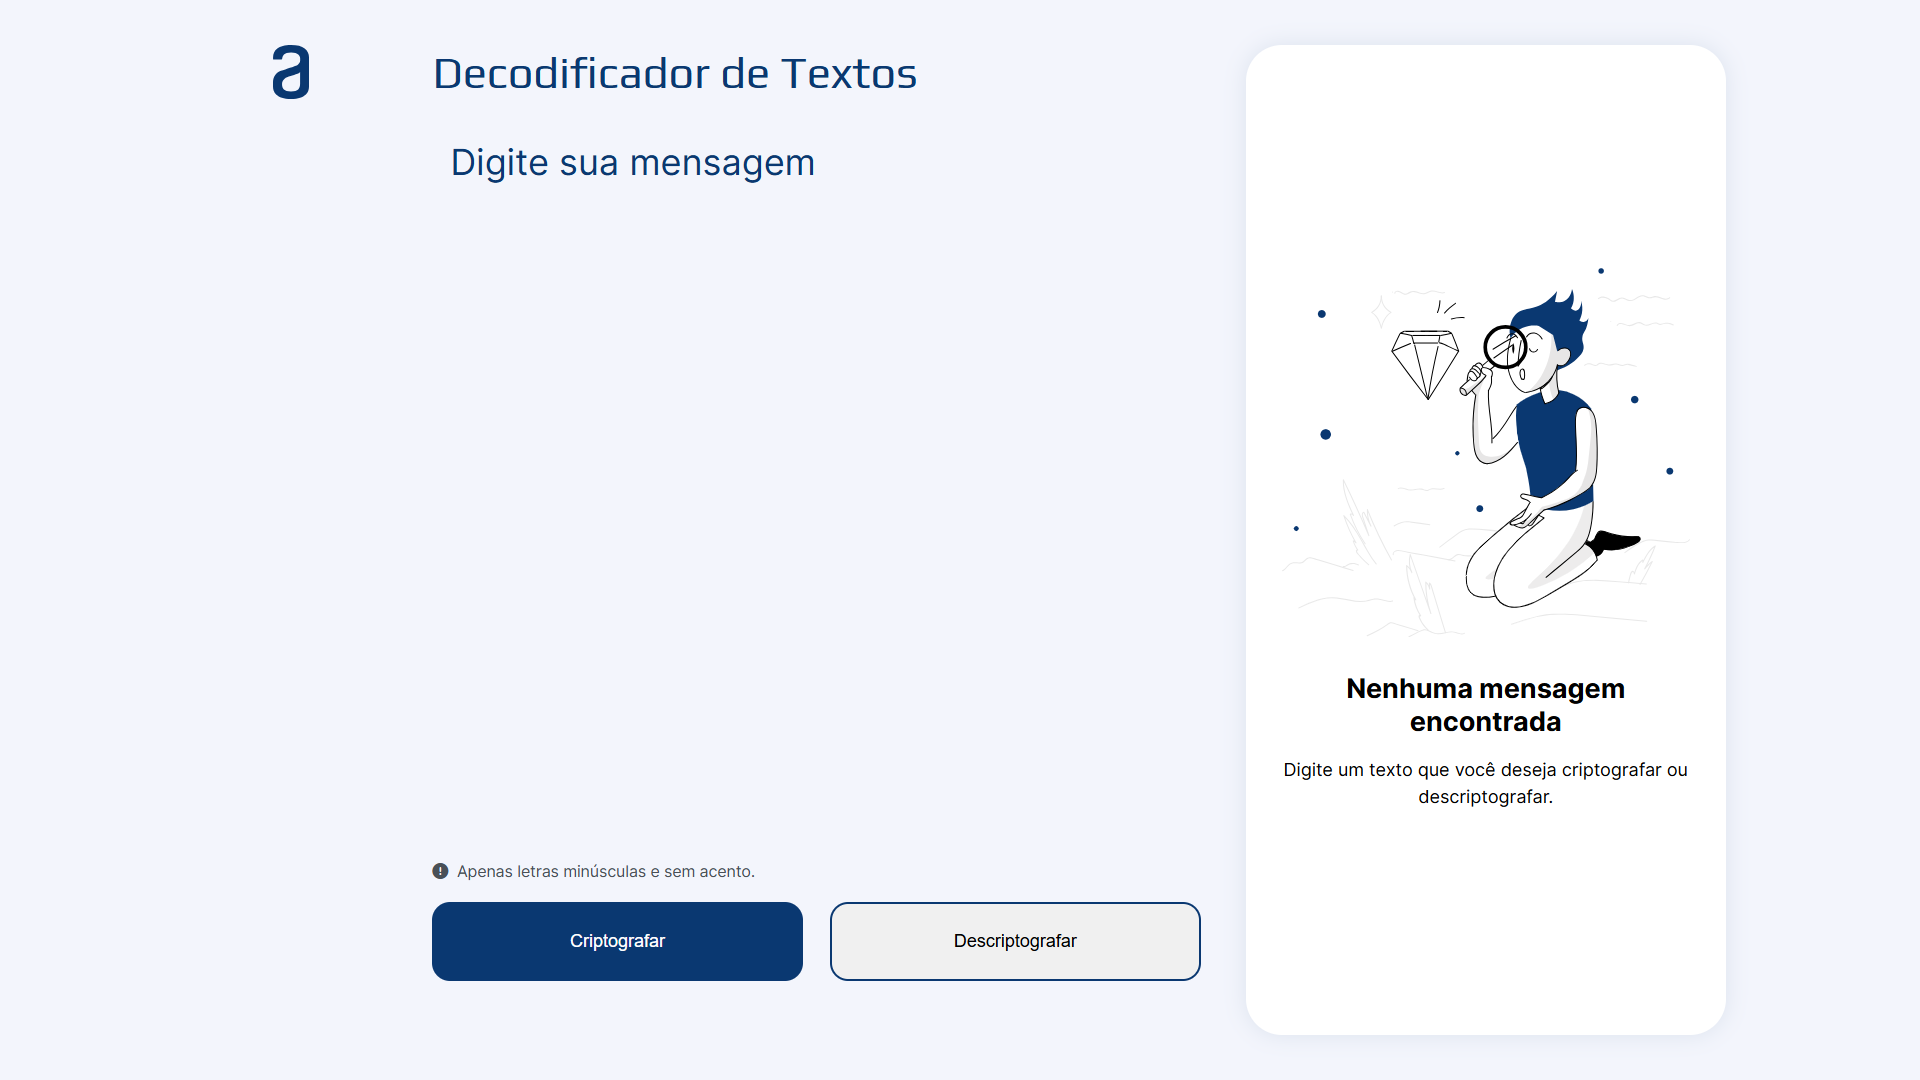 a
Decodificador de Textos
Digite sua mensagem
Nenhuma mensagem
encontrada
Digite um texto que você deseja criptografar ou
descriptografar.
Apenas letras minúsculas e sem acento.
Criptografar
Descriptografar